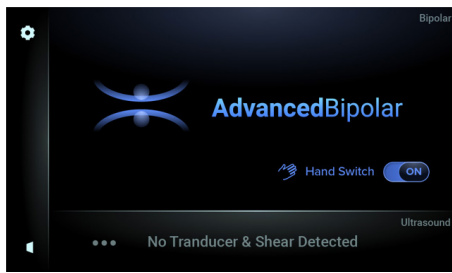 Bipolar
AdvancedBipolar
Hand Switch ON
Ultrasound
No Tranducer & Shear Detected